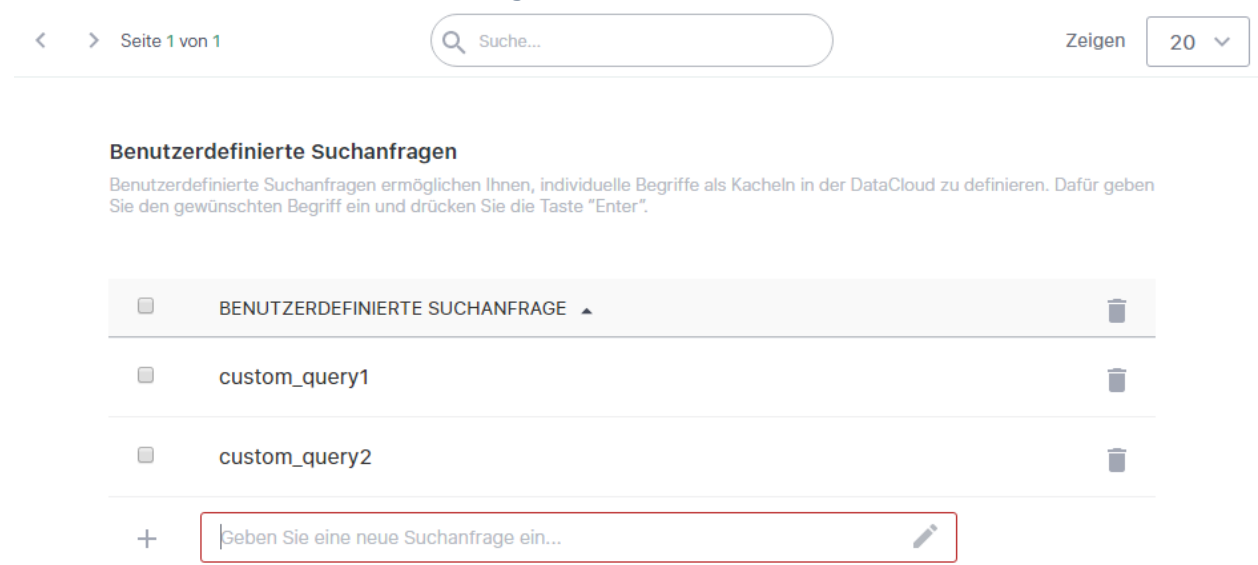 Seite 1 von 1
Suche...
Zeigen
20
Benutzerdefinierte Suchanfragen
Benutzerdefinierte Suchanfragen ermöglichen Ihnen, individuelle Begriffe als Kacheln in der DataCloud zu definieren. Dafür geben
Sie den gewünschten Begriff ein und drücken Sie die Taste “Enter”.
BENUTZERDEFINIERTE SUCHANFRAGE
custom_query1
custom_query2
Geben Sie eine neue Suchanfrage ein...